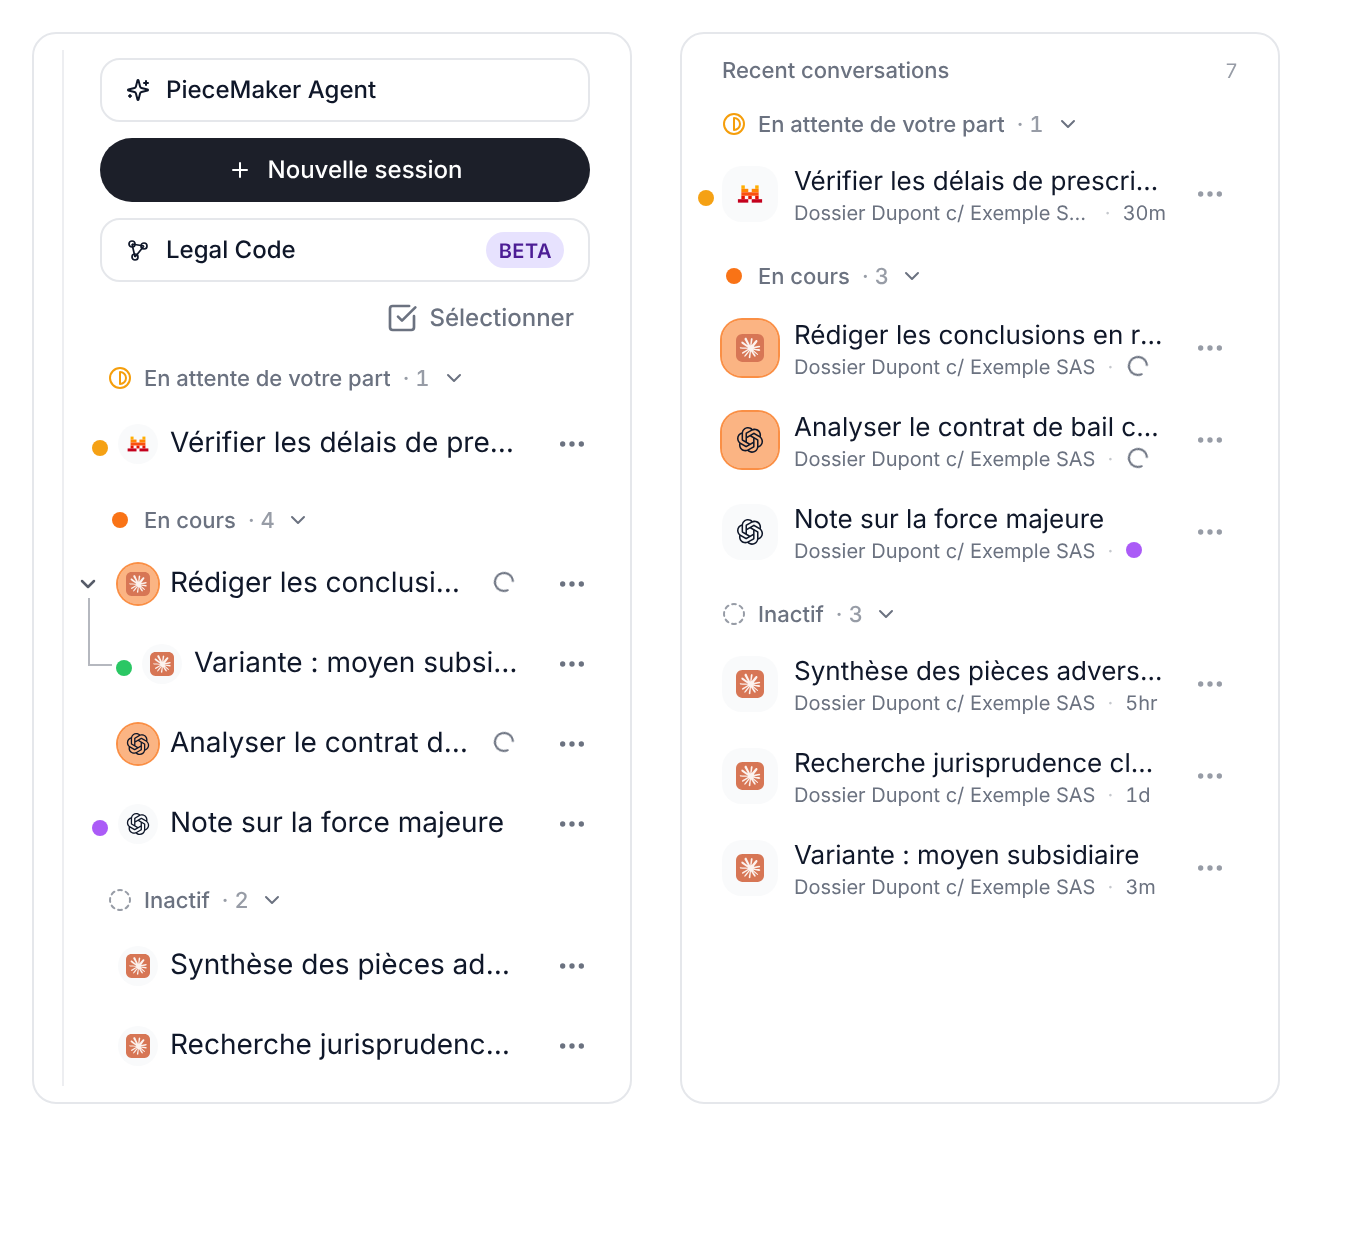 PieceMaker Agent
+ Nouvelle session
Legal Code BETA
Sélectionner
En attente de votre part · 1
Vérifier les délais de pre...
En cours · 4
Rédiger les conclusi...
Variante : moyen subsi...
Analyser le contrat d...
Note sur la force majeure
Inactif · 2
Synthèse des pièces ad...
Recherche jurisprudenc...
Recent conversations 7
En attente de votre part · 1
Vérifier les délais de prescri...
Dossier Dupont c/ Exemple S... · 30m
En cours · 3
Rédiger les conclusions en r...
Dossier Dupont c/ Exemple SAS ·
Analyser le contrat de bail c...
Dossier Dupont c/ Exemple SAS ·
Note sur la force majeure
Dossier Dupont c/ Exemple SAS ·
Inactif · 3
Synthèse des pièces advers...
Dossier Dupont c/ Exemple SAS · 5hr
Recherche jurisprudence cl...
Dossier Dupont c/ Exemple SAS · 1d
Variante : moyen subsidiaire
Dossier Dupont c/ Exemple SAS · 3m